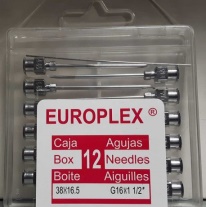 EUROPLEX ®
Caja 12 Agujas
Box Needles
Boite Aiguilles
38X16.5 G16X1 1/2"